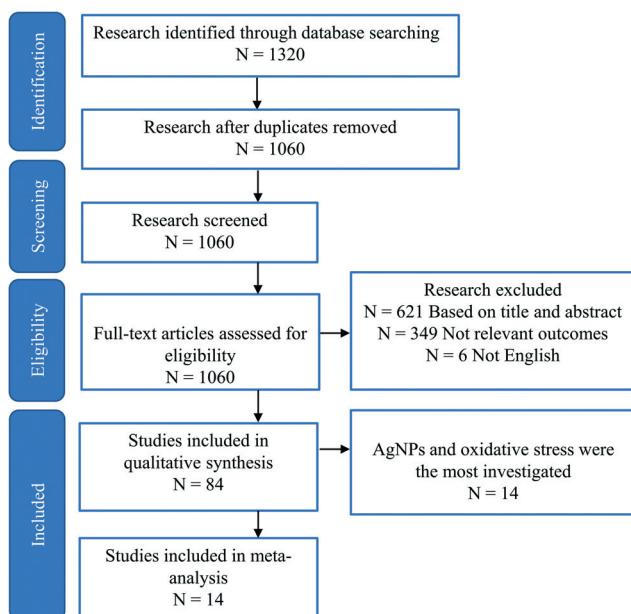 Identification
Research identified through database searching
N = 1320
Research after duplicates removed
N = 1060
Screening
Research screened
N = 1060
Eligibility
Full-text articles assessed for
eligibility
N = 1060
Research excluded
N = 621 Based on title and abstract
N = 349 Not relevant outcomes
N = 6 Not English
Included
Studies included in
qualitative synthesis
N = 84
AgNPs and oxidative stress were
the most investigated
N = 14
Studies included in meta-
analysis
N = 14